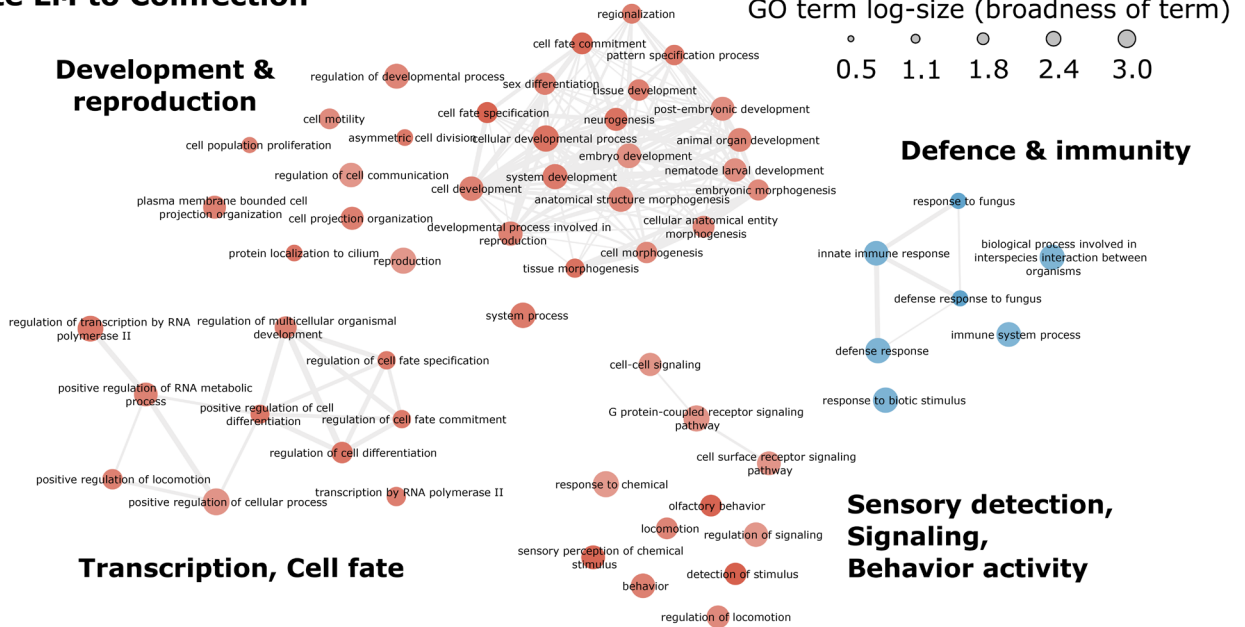 to Coinfection
GO term log-size (broadness of term)
0.5 1.1 1.8 2.4 3.0
Development &
reproduction
regionalization
cell fate commitment
pattern specification process
regulation of developmental process
sex differentiation
tissue development
cell fate specification
post-embryonic development
cell motility
neurogenesis
asymmetric cell division
cellular developmental process
animal organ development
cell population proliferation
embryo development
regulation of cell communication
system development
nematode larval development
cell development
embryonic morphogenesis
anatomical structure morphogenesis
plasma membrane bounded cell
projection organization
cell projection organization
developmental process involved in
reproduction
cellular anatomical entity
morphogenesis
protein localization to cilium
reproduction
cell morphogenesis
tissue morphogenesis
Defence & immunity
response to fungus
innate immune response
biological process involved in
interspecies interaction between
organisms
defense response to fungus
immune system process
defense response
response to biotic stimulus
system process
regulation of transcription by RNA
polymerase II
regulation of multicellular organismal
development
regulation of cell fate specification
positive regulation of RNA metabolic
process
positive regulation of cell
differentiation
regulation of cell fate commitment
regulation of cell differentiation
positive regulation of locomotion
positive regulation of cellular process
transcription by RNA polymerase II
Transcription, Cell fate
cell-cell signaling
G protein-coupled receptor signaling
pathway
cell surface receptor signaling
pathway
response to chemical
olfactory behavior
locomotion
regulation of signaling
sensory perception of chemical
stimulus
detection of stimulus
behavior
regulation of locomotion
Sensory detection,
Signaling,
Behavior activity